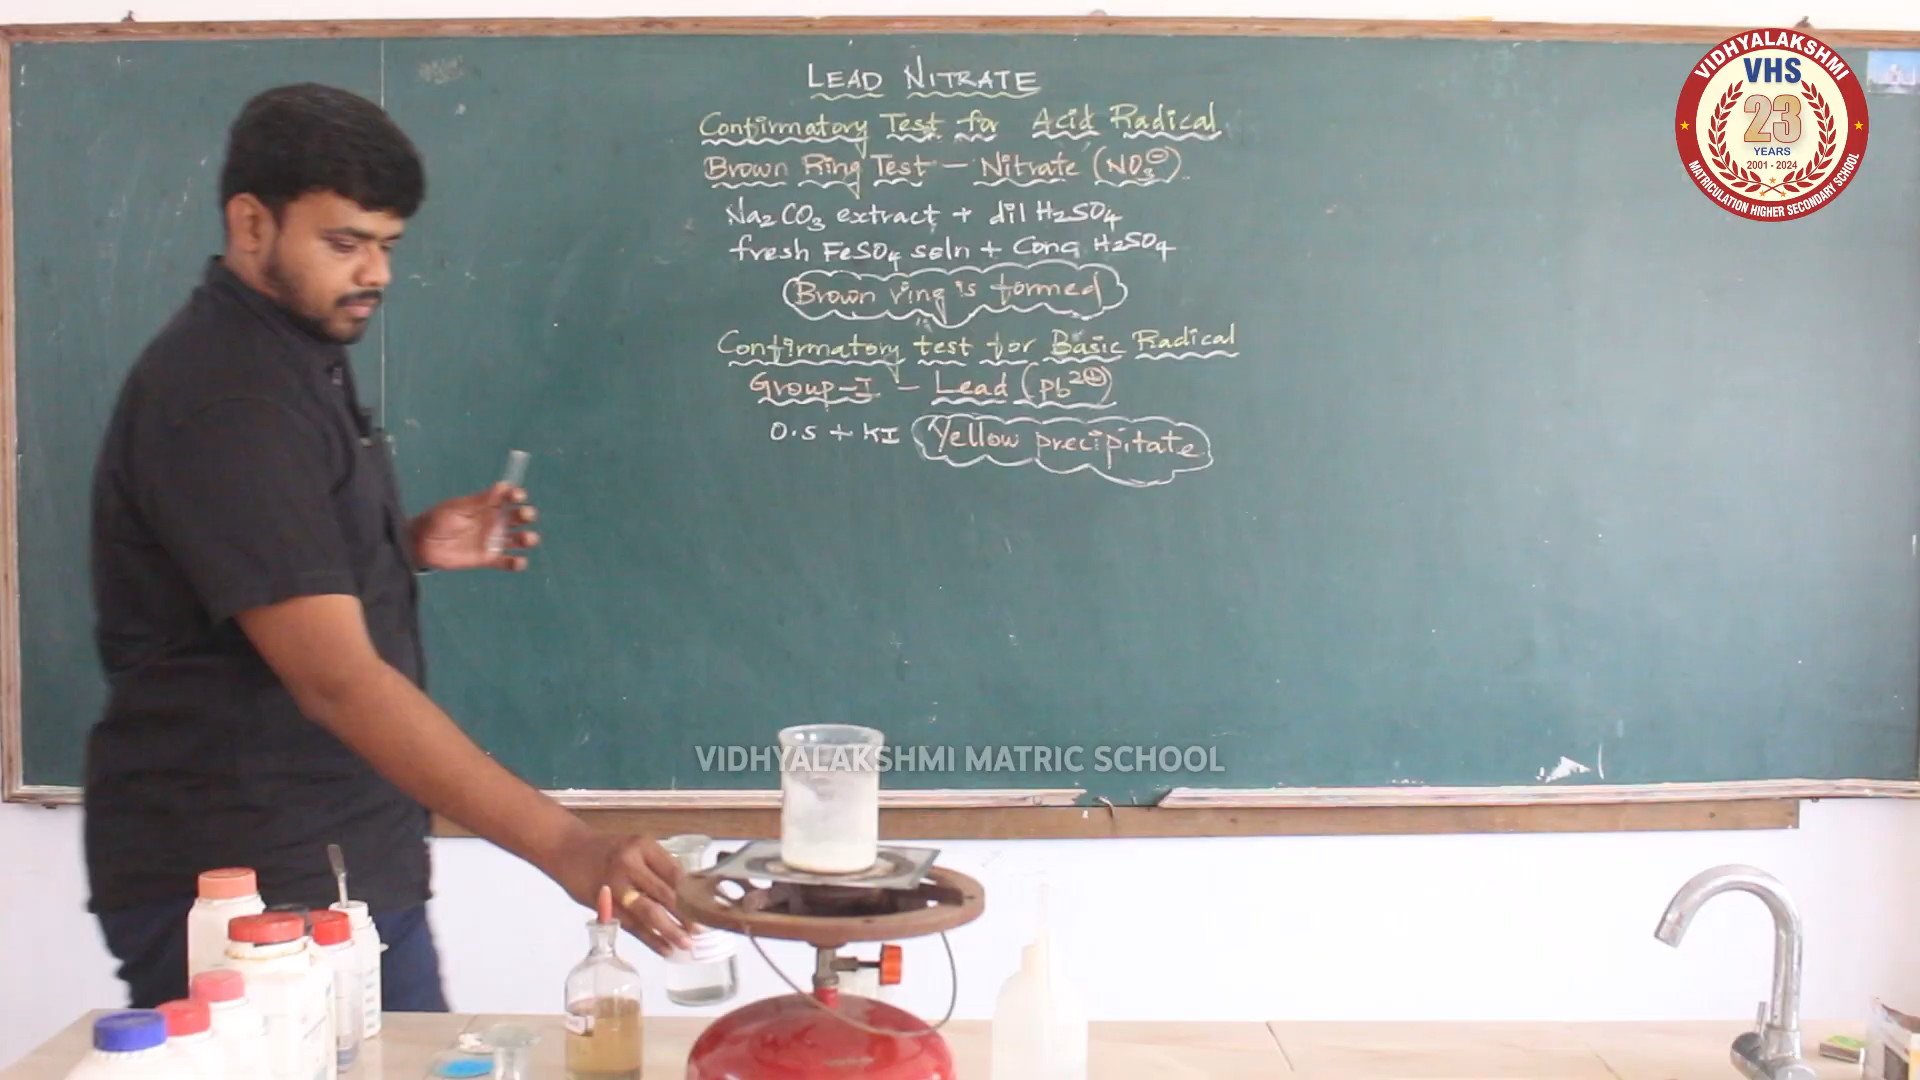 LEAD NITRATE
Confirmatory Test for Acid Radical
Brown Ring Test - Nitrate (NO₃⊖).
Na₂CO₃ extract + dil H₂SO₄
fresh FeSO₄ soln + Conc H₂SO₄
Brown ring is formed
Confirmatory test for Basic Radical
Group-I - Lead (Pb²⊕)
O.S + KI Yellow precipitate
VIDHYALAKSHMI
VHS
23
YEARS
2001 - 2024
MATRICULATION HIGHER SECONDARY SCHOOL
VIDHYALAKSHMI MATRIC SCHOOL